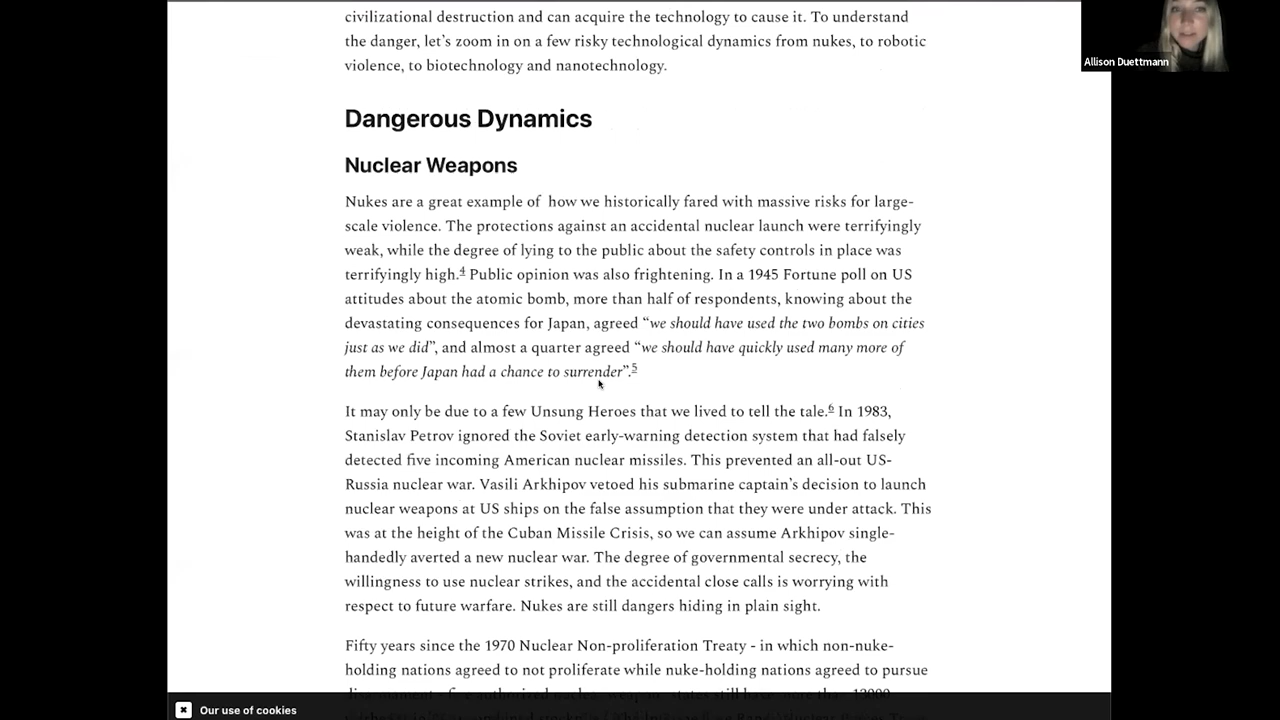 civilizational destruction and can acquire the technology to cause it. To understand
the danger, let's zoom in on a few risky technological dynamics from nukes, to robotic
violence, to biotechnology and nanotechnology.
Allison Duettmann
Dangerous Dynamics
Nuclear Weapons
Nukes are a great example of how we historically fared with massive risks for large-
scale violence. The protections against an accidental nuclear launch were terrifyingly
weak, while the degree of lying to the public about the safety controls in place was
terrifyingly high.4 Public opinion was also frightening. In a 1945 Fortune poll on US
attitudes about the atomic bomb, more than half of respondents, knowing about the
devastating consequences for Japan, agreed “we should have used the two bombs on cities
just as we did”, and almost a quarter agreed “we should have quickly used many more of
them before Japan had a chance to surrender”.5
It may only be due to a few Unsung Heroes that we lived to tell the tale.6 In 1983,
Stanislav Petrov ignored the Soviet early-warning detection system that had falsely
detected five incoming American nuclear missiles. This prevented an all-out US-
Russia nuclear war. Vasili Arkhipov vetoed his submarine captain's decision to launch
nuclear weapons at US ships on the false assumption that they were under attack. This
was at the height of the Cuban Missile Crisis, so we can assume Arkhipov single-
handedly averted a new nuclear war. The degree of governmental secrecy, the
willingness to use nuclear strikes, and the accidental close calls is worrying with
respect to future warfare. Nukes are still dangers hiding in plain sight.
Fifty years since the 1970 Nuclear Non-proliferation Treaty - in which non-nuke-
holding nations agreed to not proliferate while nuke-holding nations agreed to pursue
Our use of cookies